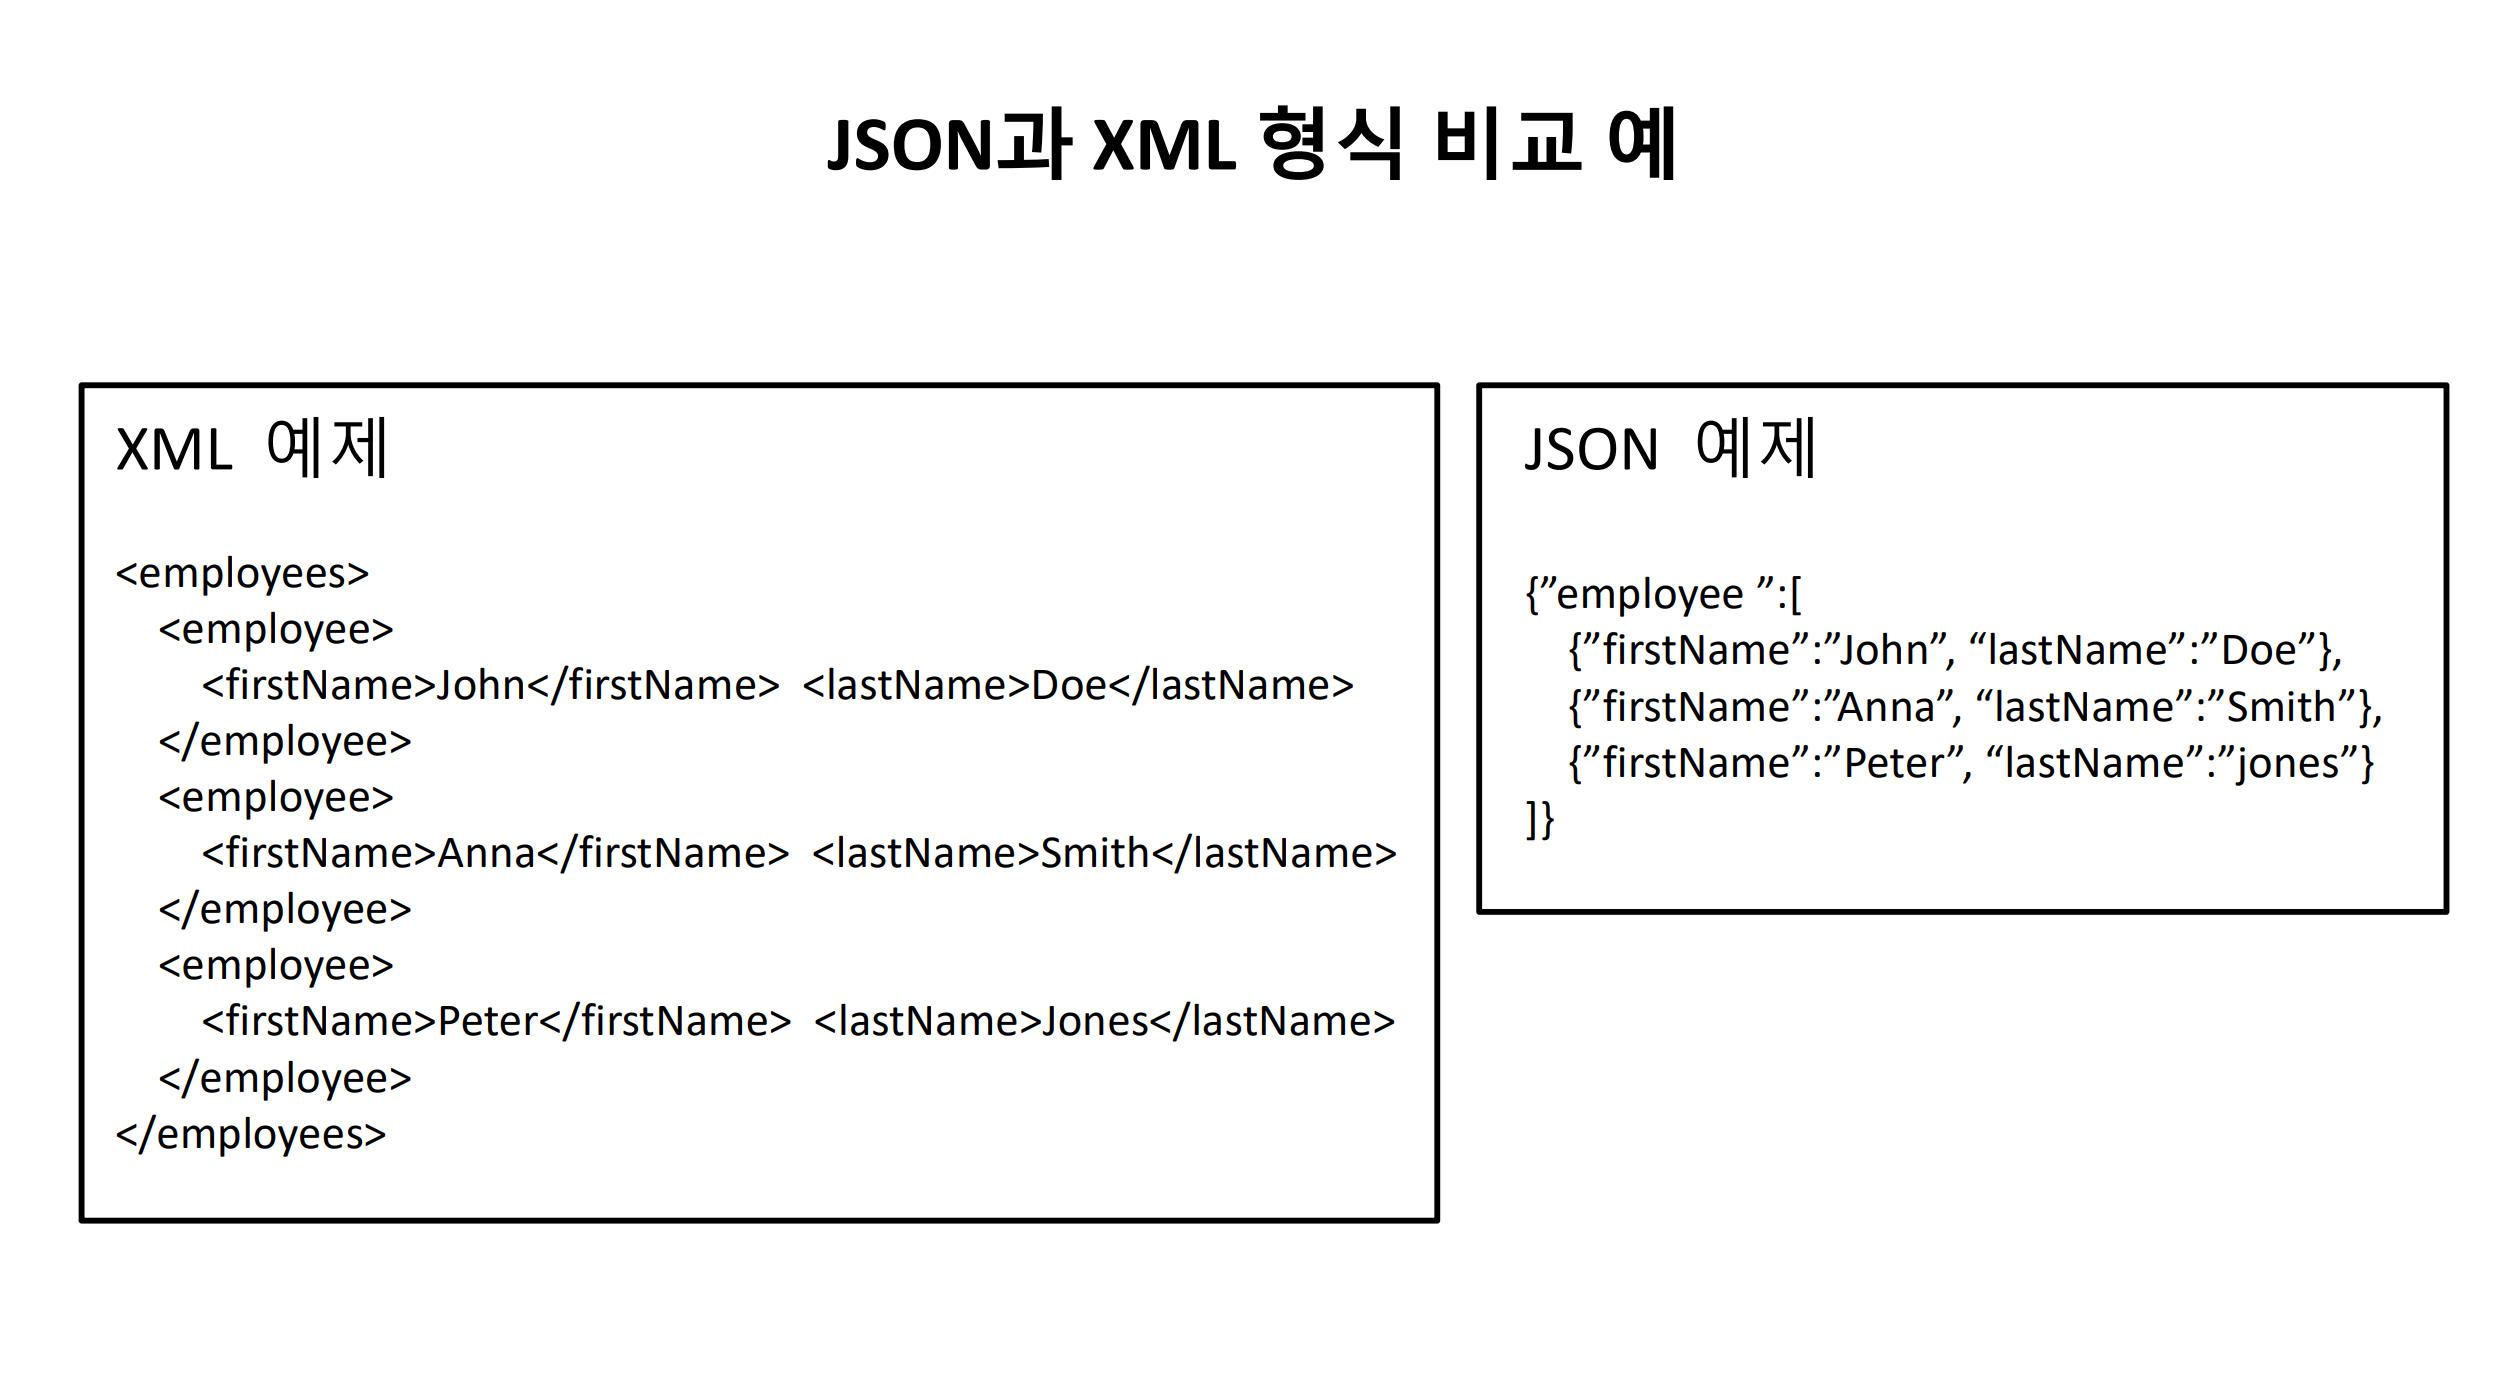 JSON과 XML 형식 비교 예
XML 예제
<employees>
<employee>
<firstName>John</firstName> <lastName>Doe</lastName>
</employee>
<employee>
<firstName>Anna</firstName> <lastName>Smith</lastName>
</employee>
<employee>
<firstName>Peter</firstName> <lastName>Jones</lastName>
</employee>
</employees>
JSON 예제
{”employee ”:[
{”firstName”:”John”, “lastName”:”Doe”},
{”firstName”:”Anna”, “lastName”:”Smith”},
{”firstName”:”Peter”, “lastName”:”jones”}
]}